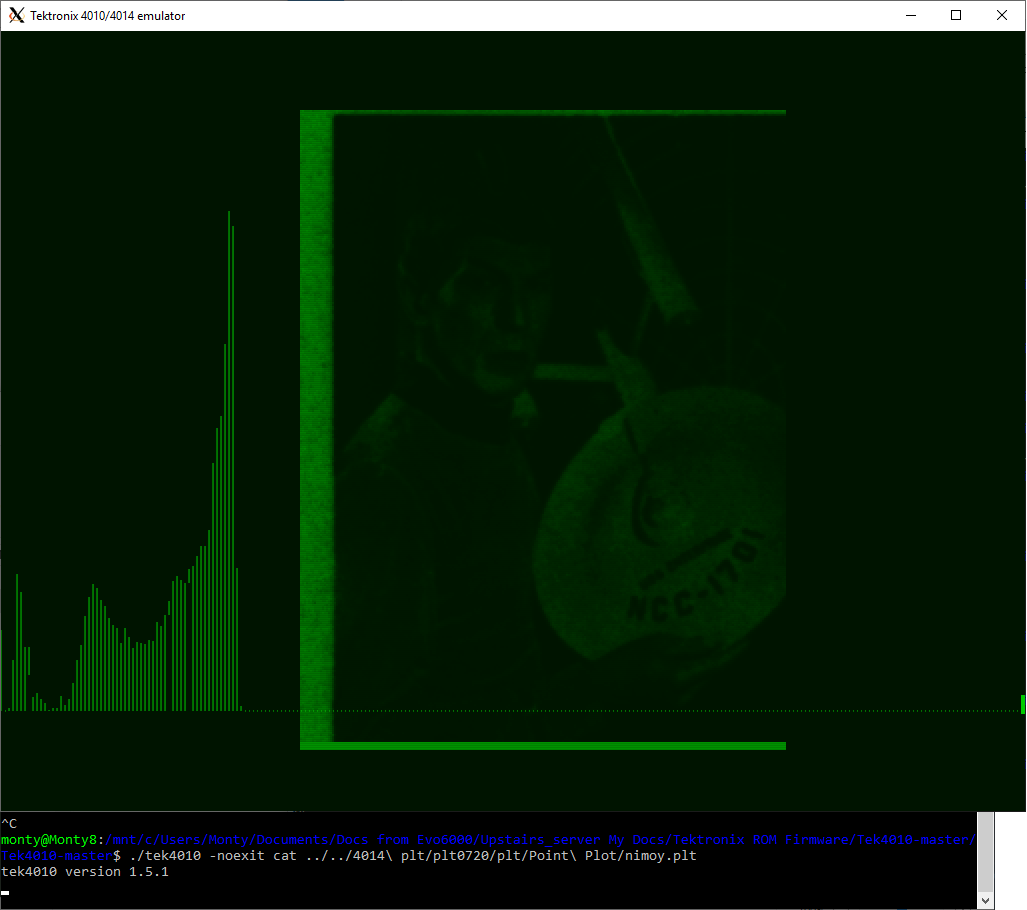 Tektronix 4010/4014 emulator
NCC-1701
^C
monty@Monty8:/mnt/c/Users/Monty/Documents/Docs from Evo6000/Upstairs_server My Docs/Tektronix ROM Firmware/Tek4010-master/
Tek4010-master$ ./tek4010 -noexit cat ../../4014\ plt/plt0720/plt/Point\ Plot/nimoy.plt
tek4010 version 1.5.1